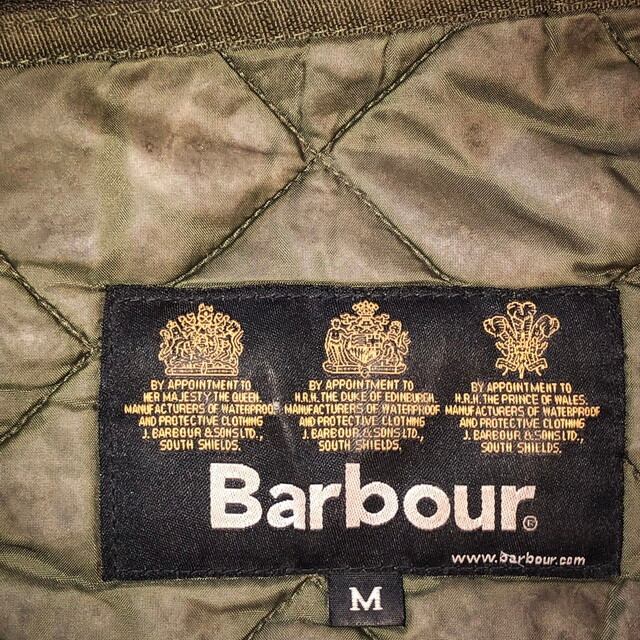 BY APPOINTMENT TO
HER MAJESTY THE QUEEN.
MANUFACTURERS OF WATERPROOF
AND PROTECTIVE CLOTHING
J. BARBOUR & SONS LTD.,
SOUTH SHIELDS.
BY APPOINTMENT TO
H.R.H. THE DUKE OF EDINBURGH.
MANUFACTURERS OF WATERPROOF
AND PROTECTIVE CLOTHING
J. BARBOUR & SONS LTD.,
SOUTH SHIELDS.
BY APPOINTMENT TO
H.R.H. THE PRINCE OF WALES.
MANUFACTURERS OF WATERPROOF
AND PROTECTIVE CLOTHING
J. BARBOUR & SONS LTD.,
SOUTH SHIELDS.
Barbour®
www.barbour.com
M